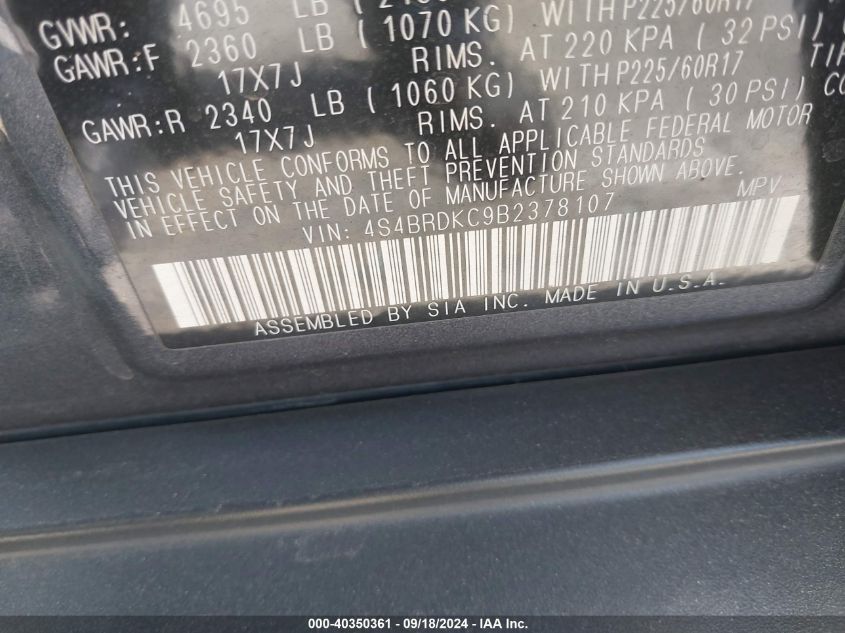 GVWR: 4695 LB (
GAWR:F 2360 LB ( 1070 KG) WITH P225/60R17
17X7J RIMS. AT 220 KPA ( 32 PSI)
GAWR:R 2340 LB ( 1060 KG) WITH P225/60R17
17X7J RIMS. AT 210 KPA ( 30 PSI)
THIS VEHICLE CONFORMS TO ALL APPLICABLE FEDERAL MOTOR
VEHICLE SAFETY AND THEFT PREVENTION STANDARDS
IN EFFECT ON THE DATE OF MANUFACTURE SHOWN ABOVE.
VIN: 4S4BRDKC9B2378107 MPV
ASSEMBLED BY SIA INC. MADE IN U.S.A.
000-40350361 - 09/18/2024 - IAA Inc.